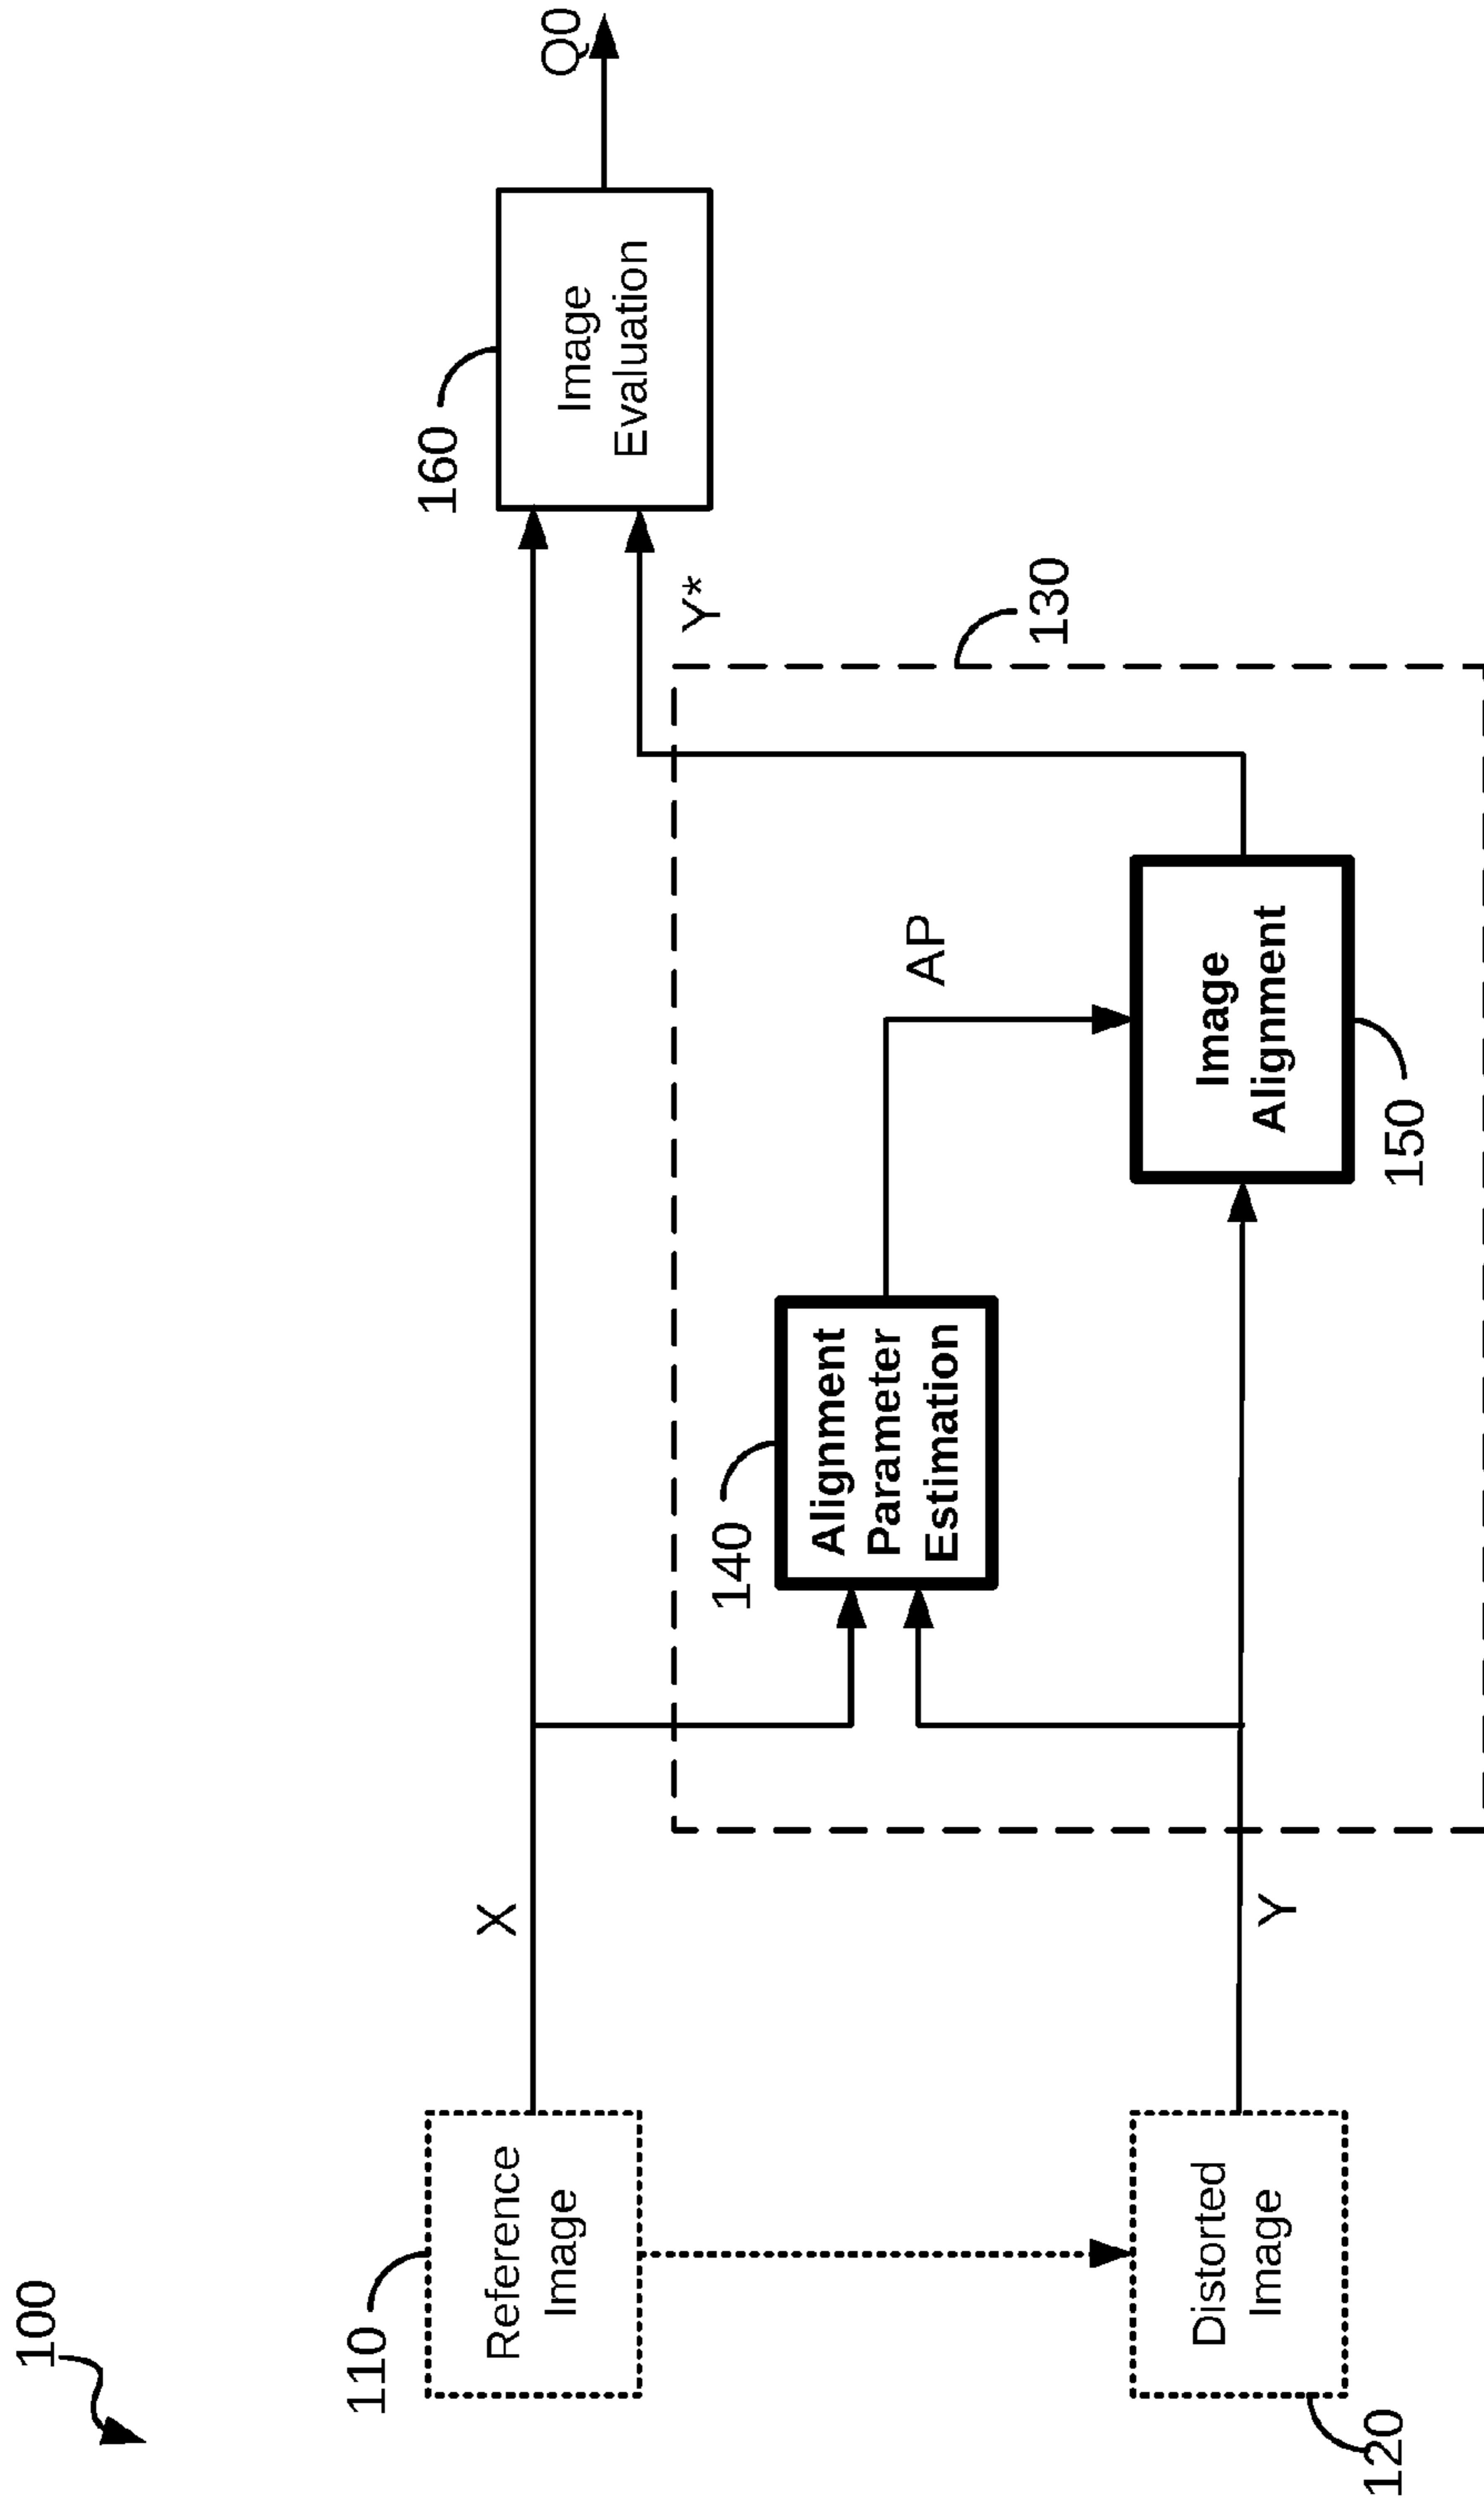 100
110
Reference
Image
X
160
Image
Evaluation
Q0
Y*
130
140
Alignment
Parameter
Estimation
AP
Image
Alignment
150
Distorted
Image
Y
120